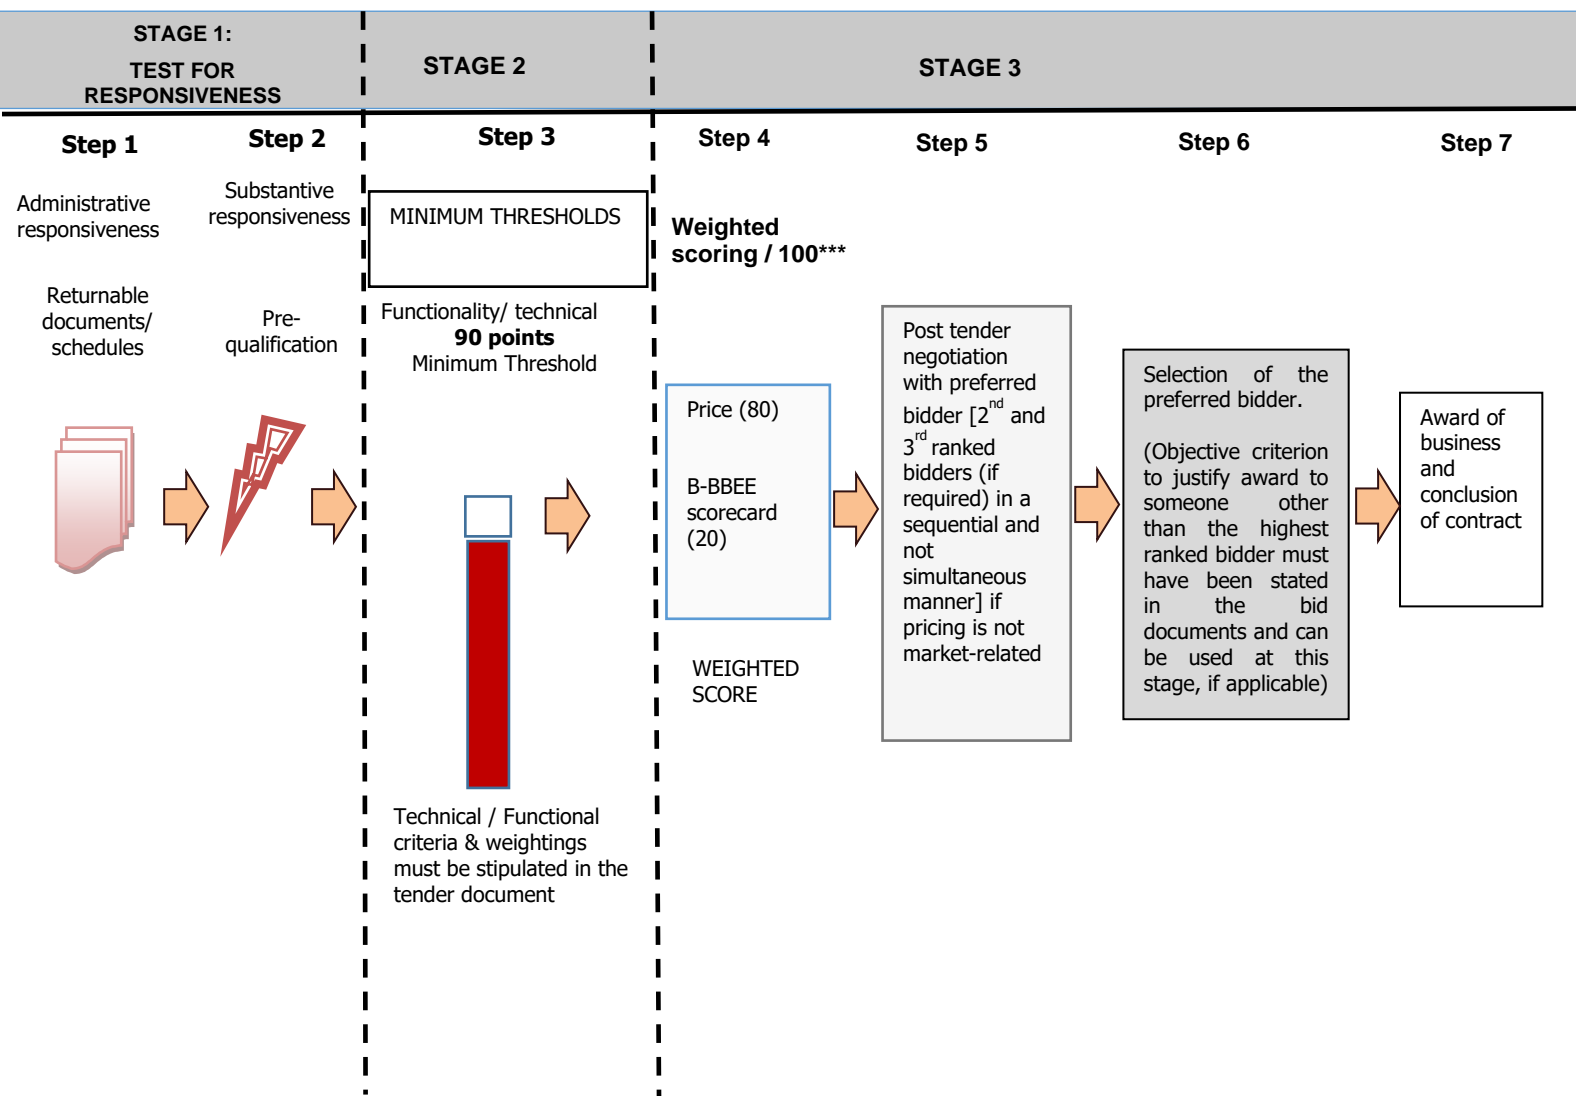 STAGE 1:
TEST FOR
RESPONSIVENESS
STAGE 2
STAGE 3
Step 1
Step 2
Step 3
Step 4
Step 5
Step 6
Step 7
Administrative
responsiveness
Returnable
documents/
schedules
Substantive
responsiveness
Pre-
qualification
MINIMUM THRESHOLDS
Functionality/ technical
90 points
Minimum Threshold
Technical / Functional
criteria & weightings
must be stipulated in the
tender document
Weighted
scoring / 100***
Price (80)
B-BBEE
scorecard
(20)
WEIGHTED
SCORE
Post tender
negotiation
with preferred
bidder [2nd and
3rd ranked
bidders (if
required) in a
sequential and
not
simultaneous
manner] if
pricing is not
market-related
Selection of the
preferred bidder.
(Objective criterion
to justify award to
someone other
than the highest
ranked bidder must
have been stated
in the bid
documents and can
be used at this
stage, if applicable)
Award of
business
and
conclusion
of contract